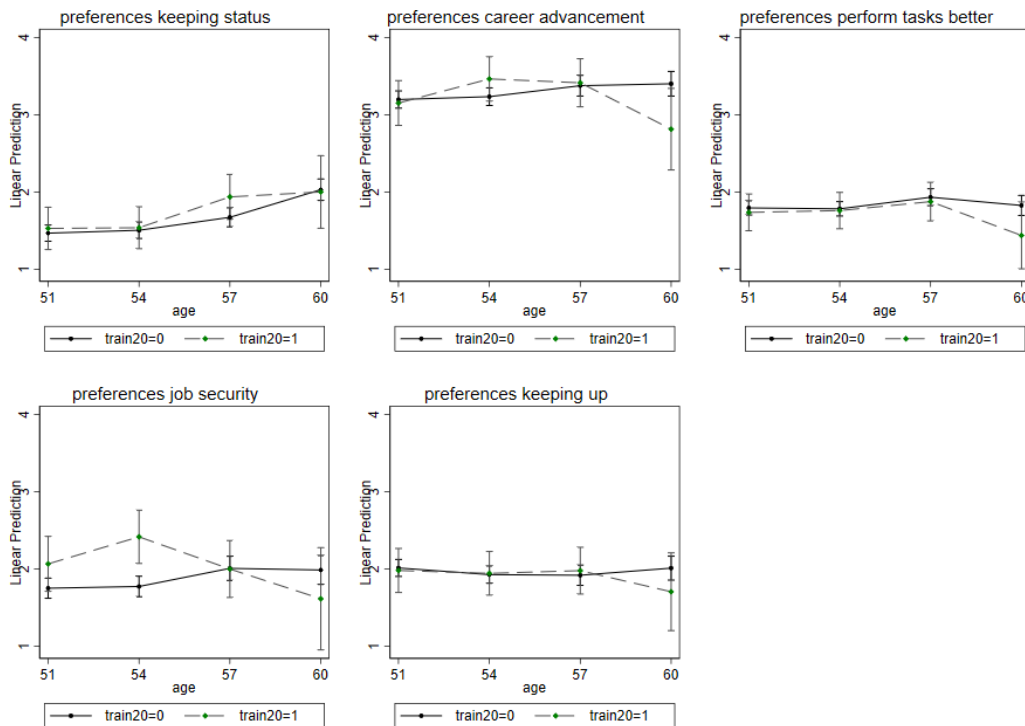 preferences keeping status
Linear Prediction
4
3
2
1
51 54 57 60
age
train20=0 train20=1
preferences career advancement
Linear Prediction
4
3
2
1
51 54 57 60
age
train20=0 train20=1
preferences perform tasks better
Linear Prediction
4
3
2
1
51 54 57 60
age
train20=0 train20=1
preferences job security
Linear Prediction
4
3
2
1
51 54 57 60
age
train20=0 train20=1
preferences keeping up
Linear Prediction
4
3
2
1
51 54 57 60
age
train20=0 train20=1